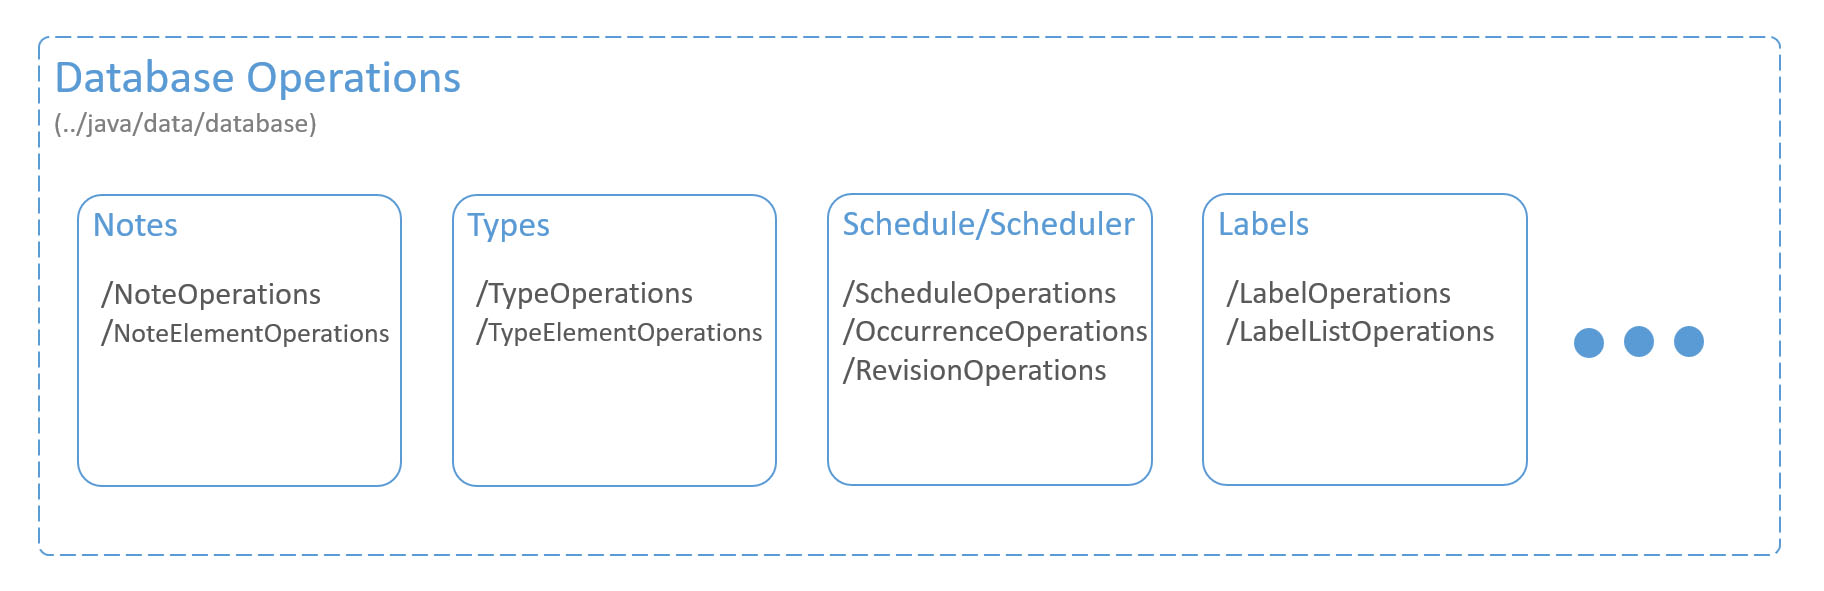 Database Operations
(../java/data/database)
Notes
/NoteOperations
/NoteElementOperations
Types
/TypeOperations
/TypeElementOperations
Schedule/Scheduler
/ScheduleOperations
/OccurrenceOperations
/RevisionOperations
Labels
/LabelOperations
/LabelListOperations